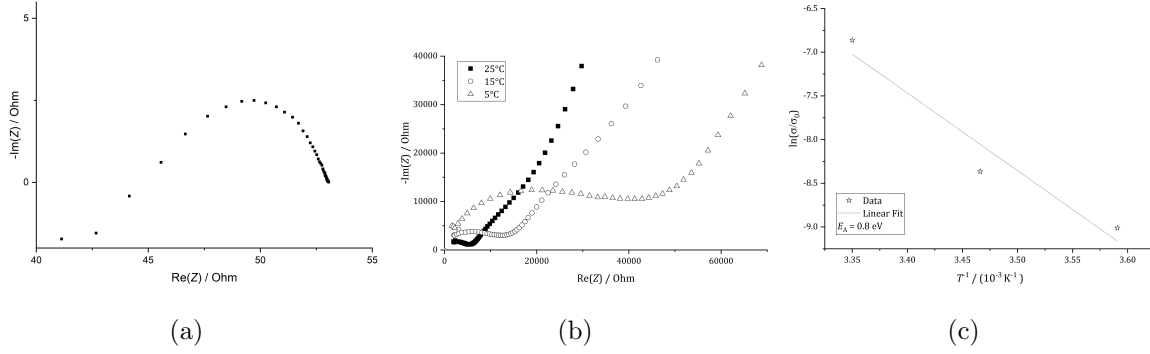 5
0
-Im(Z) / Ohm
40 45 50 55
Re(Z) / Ohm
(a)
40000
30000
20000
10000
0
-Im(Z) / Ohm
25°C
15°C
5°C
0 20000 40000 60000
Re(Z) / Ohm
(b)
-6.5
-7.0
-7.5
-8.0
-8.5
-9.0
ln(σ/σ₀)
Data
Linear Fit
E_A = 0.8 eV
3.35 3.40 3.45 3.50 3.55 3.60
T⁻¹ / (10⁻³ K⁻¹)
(c)